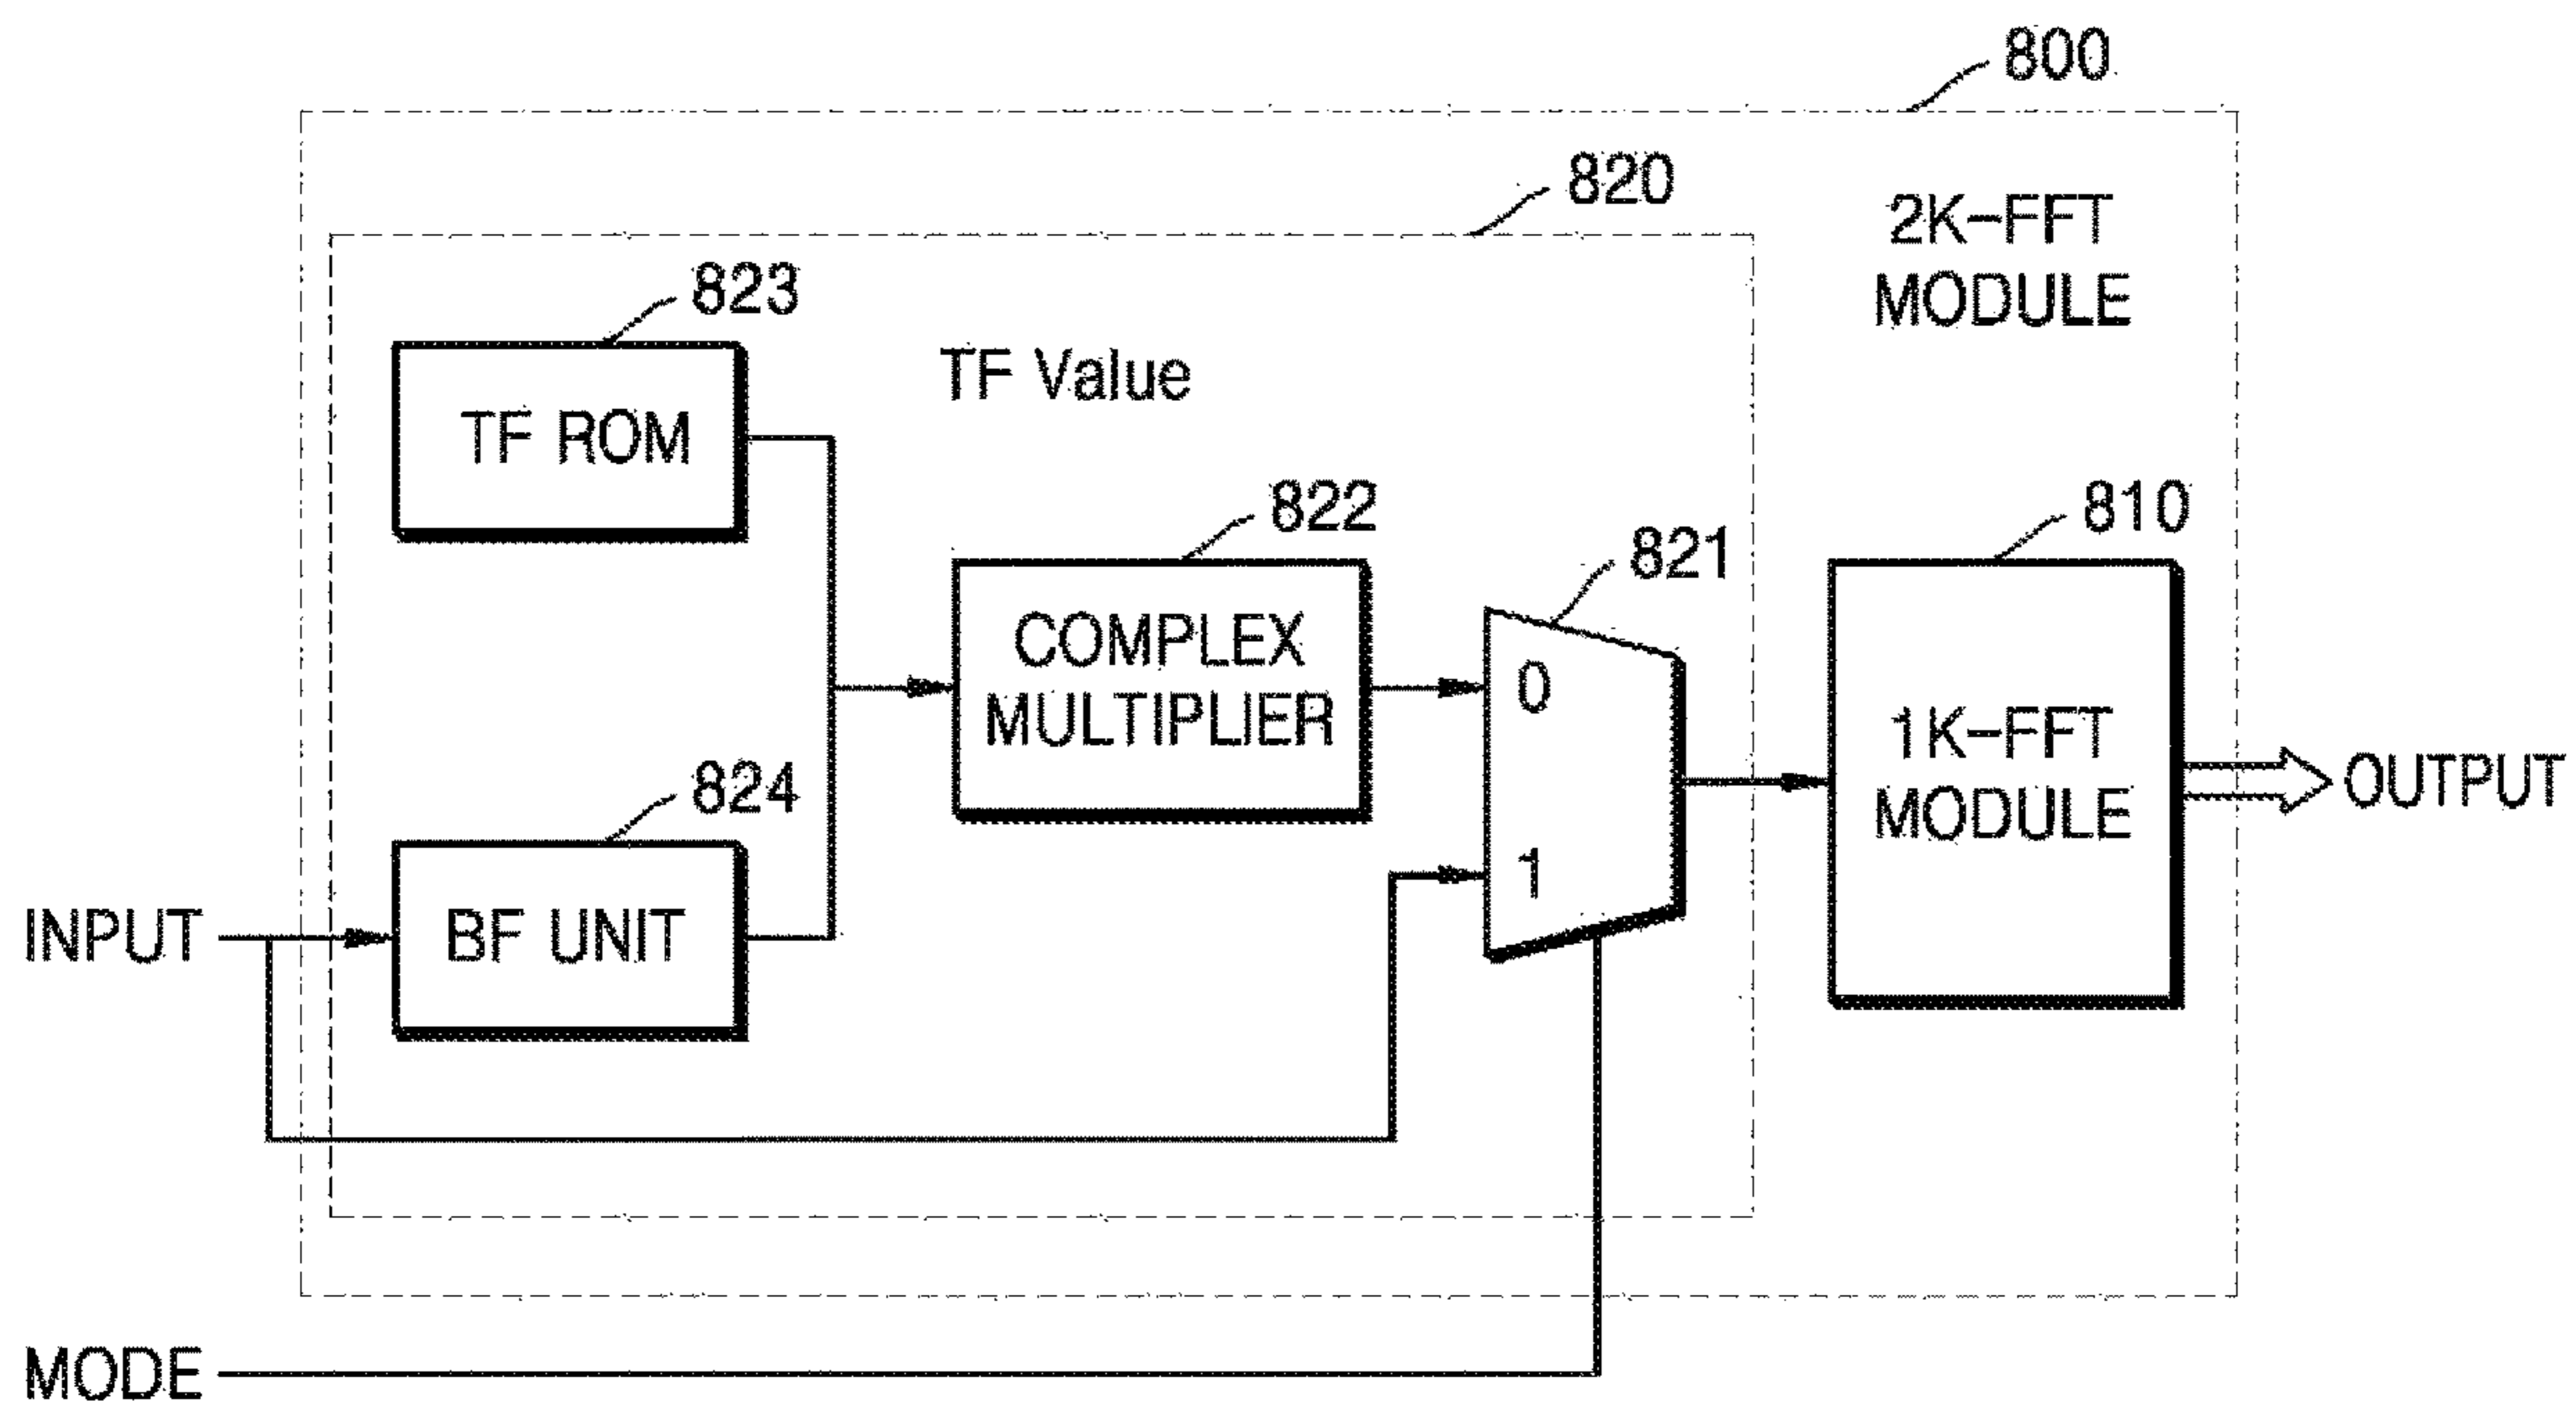 800
820
2K-FFT
MODULE
823
TF Value
TF ROM
822
810
821
COMPLEX
MULTIPLIER
0
1K-FFT
MODULE
OUTPUT
824
1
INPUT
BF UNIT
MODE